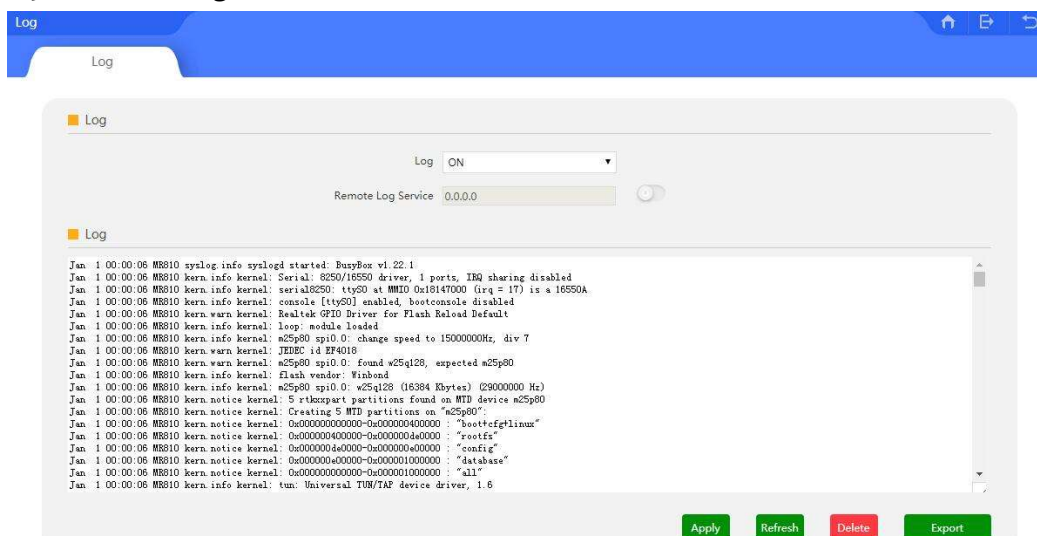 Log
Log
Log
Log ON
Remote Log Service 0.0.0.0
Log
Jan 1 00:00:06 MR810 syslog.info syslogd started: BusyBox v1.22.1
Jan 1 00:00:06 MR810 kern.info kernel: Serial: 8250/16550 driver, 1 ports, IRQ sharing disabled
Jan 1 00:00:06 MR810 kern.info kernel: serial8250: ttyS0 at MMIO 0x18147000 (irq = 17) is a 16550A
Jan 1 00:00:06 MR810 kern.info kernel: console [ttyS0] enabled, bootconsole disabled
Jan 1 00:00:06 MR810 kern.warn kernel: Realtek GPIO Driver for Flash Reload Default
Jan 1 00:00:06 MR810 kern.info kernel: loop: module loaded
Jan 1 00:00:06 MR810 kern.info kernel: m25p80 spi0.0: change speed to 15000000Hz, div 7
Jan 1 00:00:06 MR810 kern.warn kernel: JEDEC id EF4018
Jan 1 00:00:06 MR810 kern.warn kernel: m25p80 spi0.0: found w25q128, expected m25p80
Jan 1 00:00:06 MR810 kern.info kernel: flash vendor: Winbond
Jan 1 00:00:06 MR810 kern.info kernel: m25p80 spi0.0: w25q128 (16384 Kbytes) (29000000 Hz)
Jan 1 00:00:06 MR810 kern.notice kernel: 5 rtkxxpart partitions found on MTD device m25p80
Jan 1 00:00:06 MR810 kern.notice kernel: Creating 5 MTD partitions on "m25p80":
Jan 1 00:00:06 MR810 kern.notice kernel: 0x000000000000-0x000000400000 : "boot+cfg+linux"
Jan 1 00:00:06 MR810 kern.notice kernel: 0x000000400000-0x000000de0000 : "rootfs"
Jan 1 00:00:06 MR810 kern.notice kernel: 0x000000de0000-0x000000e00000 : "config"
Jan 1 00:00:06 MR810 kern.notice kernel: 0x000000e00000-0x000001000000 : "database"
Jan 1 00:00:06 MR810 kern.notice kernel: 0x000000000000-0x000001000000 : "all"
Jan 1 00:00:06 MR810 kern.info kernel: tun: Universal TUN/TAP device driver, 1.6
Apply Refresh Delete Export